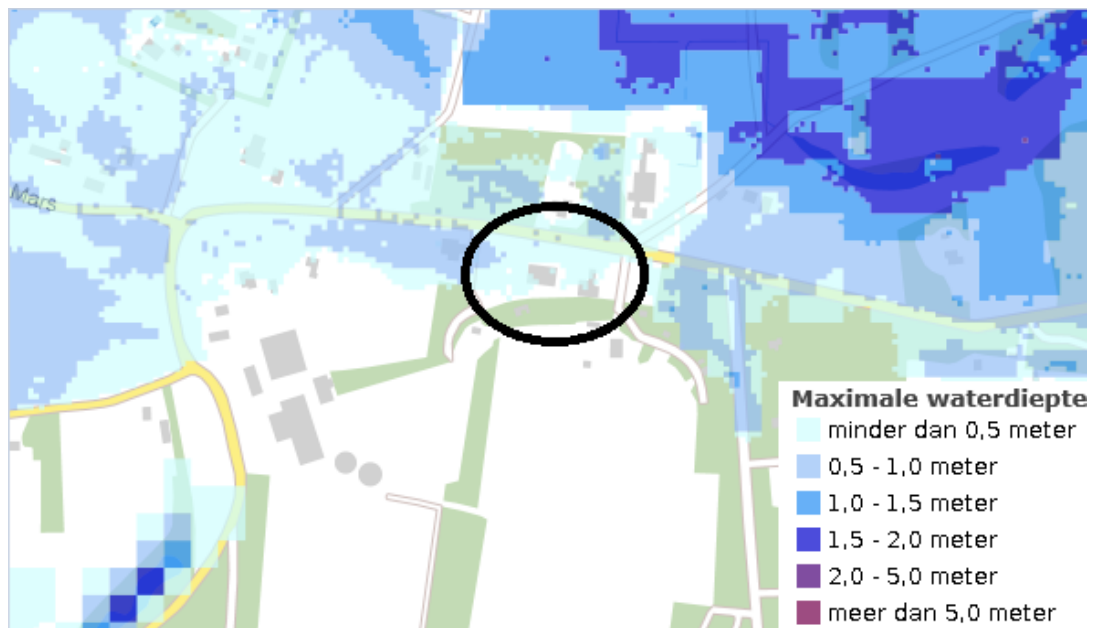 Mars
Maximale waterdiepte
minder dan 0,5 meter
0,5 - 1,0 meter
1,0 - 1,5 meter
1,5 - 2,0 meter
2,0 - 5,0 meter
meer dan 5,0 meter